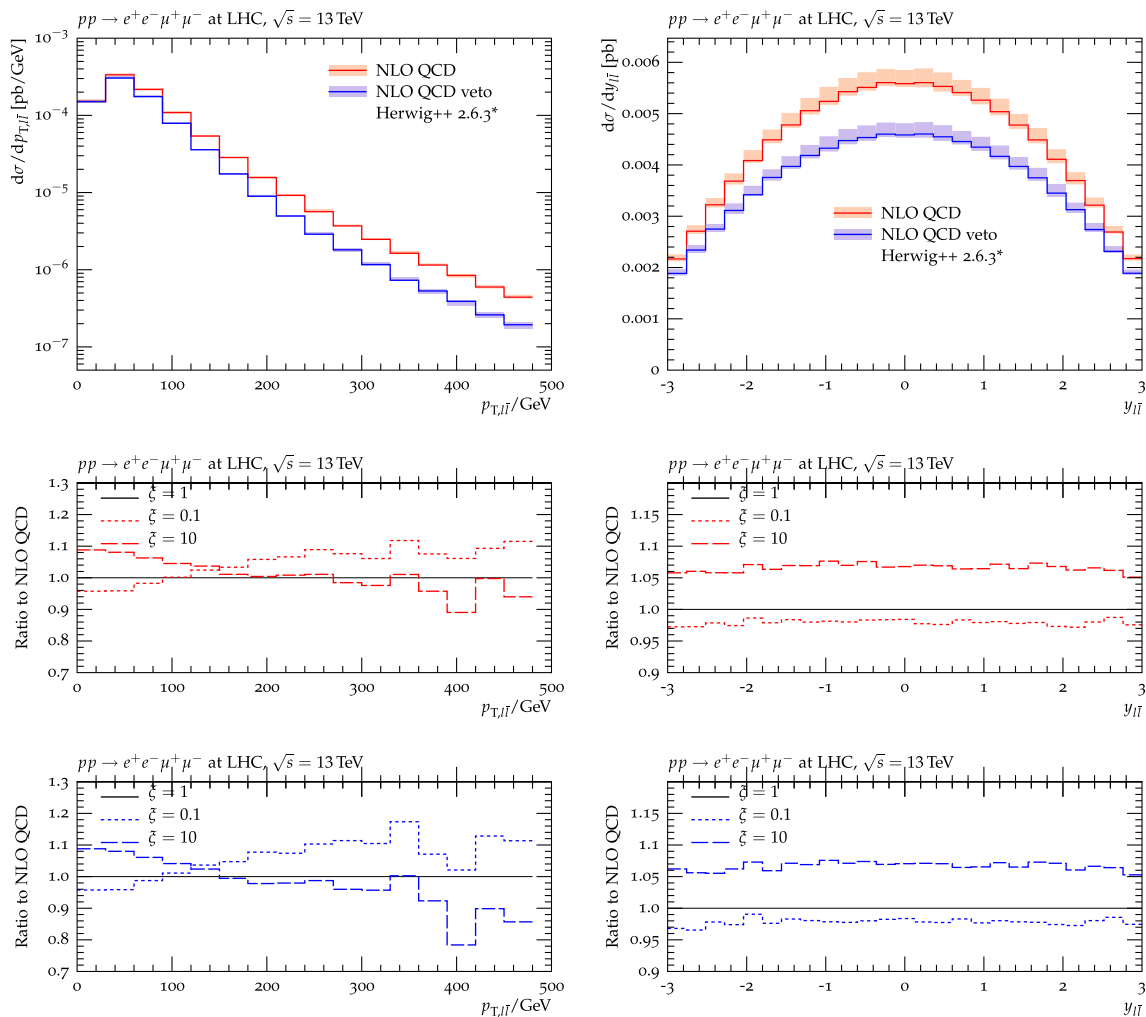 pp → e⁺e⁻μ⁺μ⁻ at LHC, √s = 13 TeV
dσ/dp_T,ll̄ [pb/GeV]
10⁻³
10⁻⁴
10⁻⁵
10⁻⁶
10⁻⁷
NLO QCD
NLO QCD veto
Herwig++ 2.6.3*
0 100 200 300 400 500
p_T,ll̄/GeV
pp → e⁺e⁻μ⁺μ⁻ at LHC, √s = 13 TeV
dσ/dy_ll̄ [pb]
0.006
0.005
0.004
0.003
0.002
0.001
0
NLO QCD
NLO QCD veto
Herwig++ 2.6.3*
-3 -2 -1 0 1 2 3
y_ll̄
pp → e⁺e⁻μ⁺μ⁻ at LHC, √s = 13 TeV
Ratio to NLO QCD
1.3
1.2
1.1
1.0
0.9
0.8
0.7
ξ = 1
ξ = 0.1
ξ = 10
0 100 200 300 400 500
p_T,ll̄/GeV
pp → e⁺e⁻μ⁺μ⁻ at LHC, √s = 13 TeV
Ratio to NLO QCD
1.15
1.1
1.05
1.0
0.95
0.9
ξ = 1
ξ = 0.1
ξ = 10
-3 -2 -1 0 1 2 3
y_ll̄
pp → e⁺e⁻μ⁺μ⁻ at LHC, √s = 13 TeV
Ratio to NLO QCD
1.3
1.2
1.1
1.0
0.9
0.8
0.7
ξ = 1
ξ = 0.1
ξ = 10
0 100 200 300 400 500
p_T,ll̄/GeV
pp → e⁺e⁻μ⁺μ⁻ at LHC, √s = 13 TeV
Ratio to NLO QCD
1.15
1.1
1.05
1.0
0.95
0.9
ξ = 1
ξ = 0.1
ξ = 10
-3 -2 -1 0 1 2 3
y_ll̄